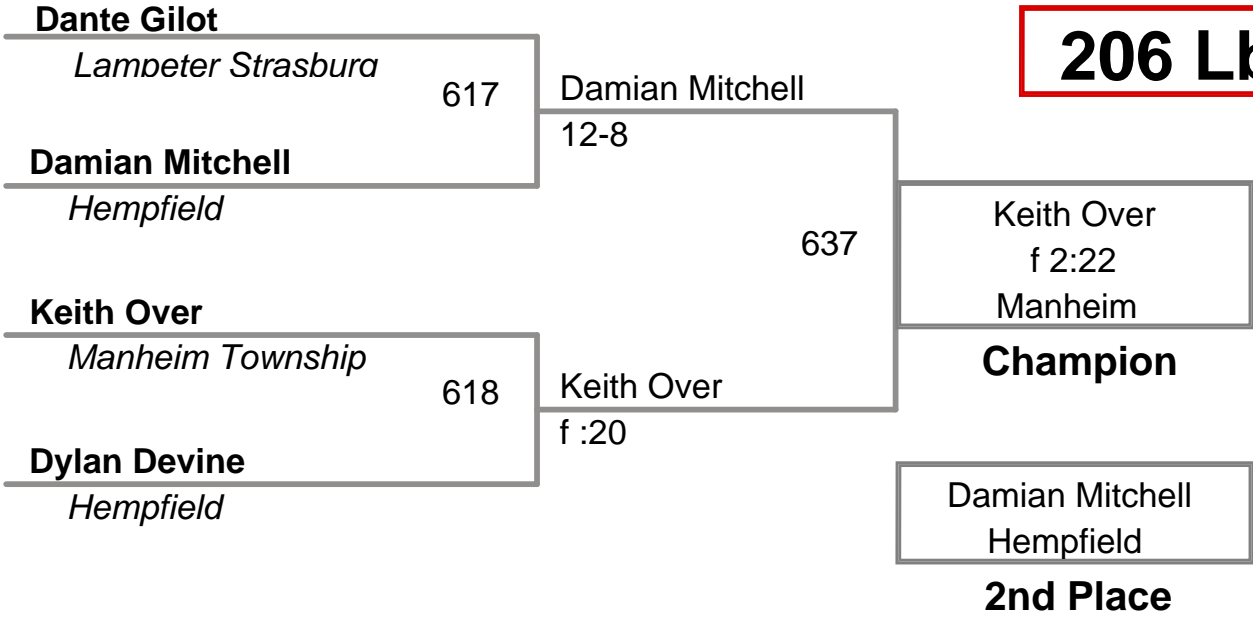 Dante Gilot
206 Lb
Lampeter Strasburg
617
Damian Mitchell
12-8
Damian Mitchell
Hempfield
637
Keith Over
f 2:22
Manheim
Champion
Keith Over
Manheim Township
618
Keith Over
f :20
Dylan Devine
Hempfield
Damian Mitchell
Hempfield
2nd Place